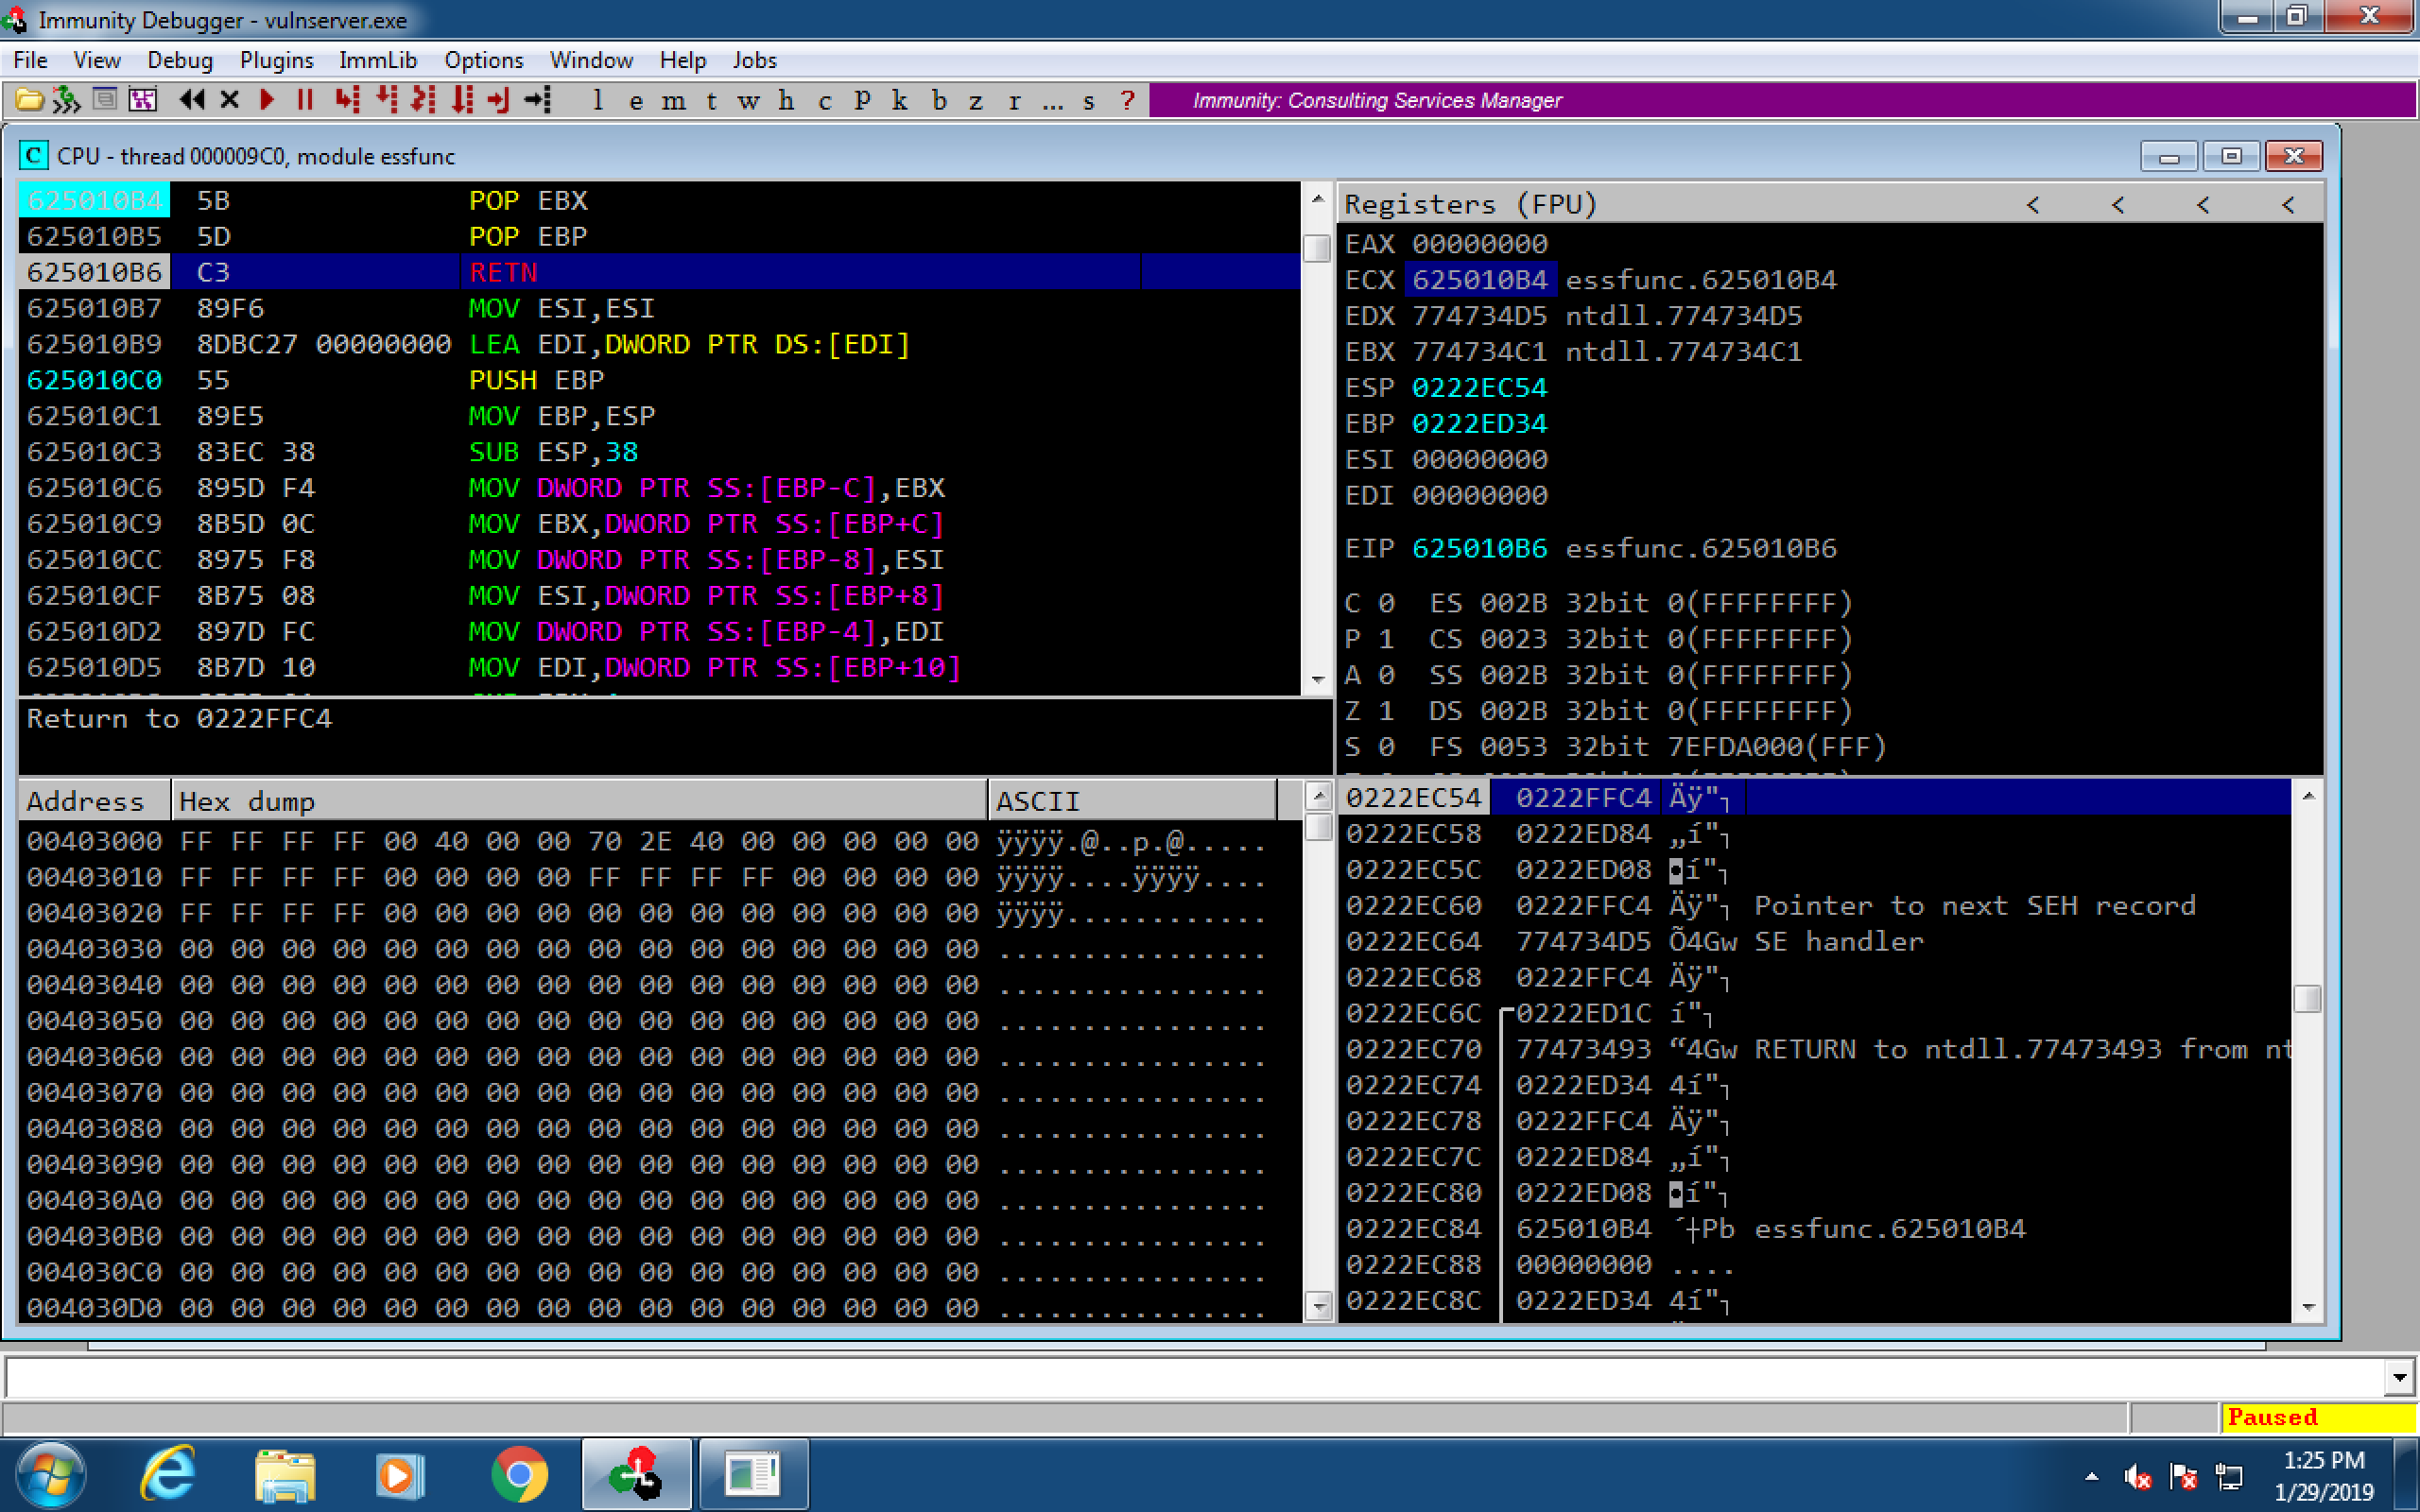 Immunity Debugger - vulnserver.exe
File View Debug Plugins ImmLib Options Window Help Jobs
l e m t w h c P k b z r ... s ? Immunity: Consulting Services Manager
C CPU - thread 000009C0, module essfunc
625010B4 5B POP EBX
625010B5 5D POP EBP
625010B6 C3 RETN
625010B7 89F6 MOV ESI,ESI
625010B9 8DBC27 00000000 LEA EDI,DWORD PTR DS:[EDI]
625010C0 55 PUSH EBP
625010C1 89E5 MOV EBP,ESP
625010C3 83EC 38 SUB ESP,38
625010C6 895D F4 MOV DWORD PTR SS:[EBP-C],EBX
625010C9 8B5D 0C MOV EBX,DWORD PTR SS:[EBP+C]
625010CC 8975 F8 MOV DWORD PTR SS:[EBP-8],ESI
625010CF 8B75 08 MOV ESI,DWORD PTR SS:[EBP+8]
625010D2 897D FC MOV DWORD PTR SS:[EBP-4],EDI
625010D5 8B7D 10 MOV EDI,DWORD PTR SS:[EBP+10]
Return to 0222FFC4
Registers (FPU) < < < <
EAX 00000000
ECX 625010B4 essfunc.625010B4
EDX 774734D5 ntdll.774734D5
EBX 774734C1 ntdll.774734C1
ESP 0222EC54
EBP 0222ED34
ESI 00000000
EDI 00000000
EIP 625010B6 essfunc.625010B6
C 0 ES 002B 32bit 0(FFFFFFFF)
P 1 CS 0023 32bit 0(FFFFFFFF)
A 0 SS 002B 32bit 0(FFFFFFFF)
Z 1 DS 002B 32bit 0(FFFFFFFF)
S 0 FS 0053 32bit 7EFDA000(FFF)
Address Hex dump ASCII
00403000 FF FF FF FF 00 40 00 00 70 2E 40 00 00 00 00 00 ÿÿÿÿ.@..p.@.....
00403010 FF FF FF FF 00 00 00 00 FF FF FF FF 00 00 00 00 ÿÿÿÿ....ÿÿÿÿ....
00403020 FF FF FF FF 00 00 00 00 00 00 00 00 00 00 00 00 ÿÿÿÿ............
00403030 00 00 00 00 00 00 00 00 00 00 00 00 00 00 00 00 ................
00403040 00 00 00 00 00 00 00 00 00 00 00 00 00 00 00 00 ................
00403050 00 00 00 00 00 00 00 00 00 00 00 00 00 00 00 00 ................
00403060 00 00 00 00 00 00 00 00 00 00 00 00 00 00 00 00 ................
00403070 00 00 00 00 00 00 00 00 00 00 00 00 00 00 00 00 ................
00403080 00 00 00 00 00 00 00 00 00 00 00 00 00 00 00 00 ................
00403090 00 00 00 00 00 00 00 00 00 00 00 00 00 00 00 00 ................
004030A0 00 00 00 00 00 00 00 00 00 00 00 00 00 00 00 00 ................
004030B0 00 00 00 00 00 00 00 00 00 00 00 00 00 00 00 00 ................
004030C0 00 00 00 00 00 00 00 00 00 00 00 00 00 00 00 00 ................
004030D0 00 00 00 00 00 00 00 00 00 00 00 00 00 00 00 00 ................
0222EC54 0222FFC4 Äÿ"┐
0222EC58 0222ED84 „í"┐
0222EC5C 0222ED08 ◘í"┐
0222EC60 0222FFC4 Äÿ"┐ Pointer to next SEH record
0222EC64 774734D5 Õ4Gw SE handler
0222EC68 0222FFC4 Äÿ"┐
0222EC6C 0222ED1C í"┐
0222EC70 77473493 “4Gw RETURN to ntdll.77473493 from nt
0222EC74 0222ED34 4í"┐
0222EC78 0222FFC4 Äÿ"┐
0222EC7C 0222ED84 „í"┐
0222EC80 0222ED08 ◘í"┐
0222EC84 625010B4 ´┼Pb essfunc.625010B4
0222EC88 00000000 ....
0222EC8C 0222ED34 4í"┐
Paused
1:25 PM
1/29/2019